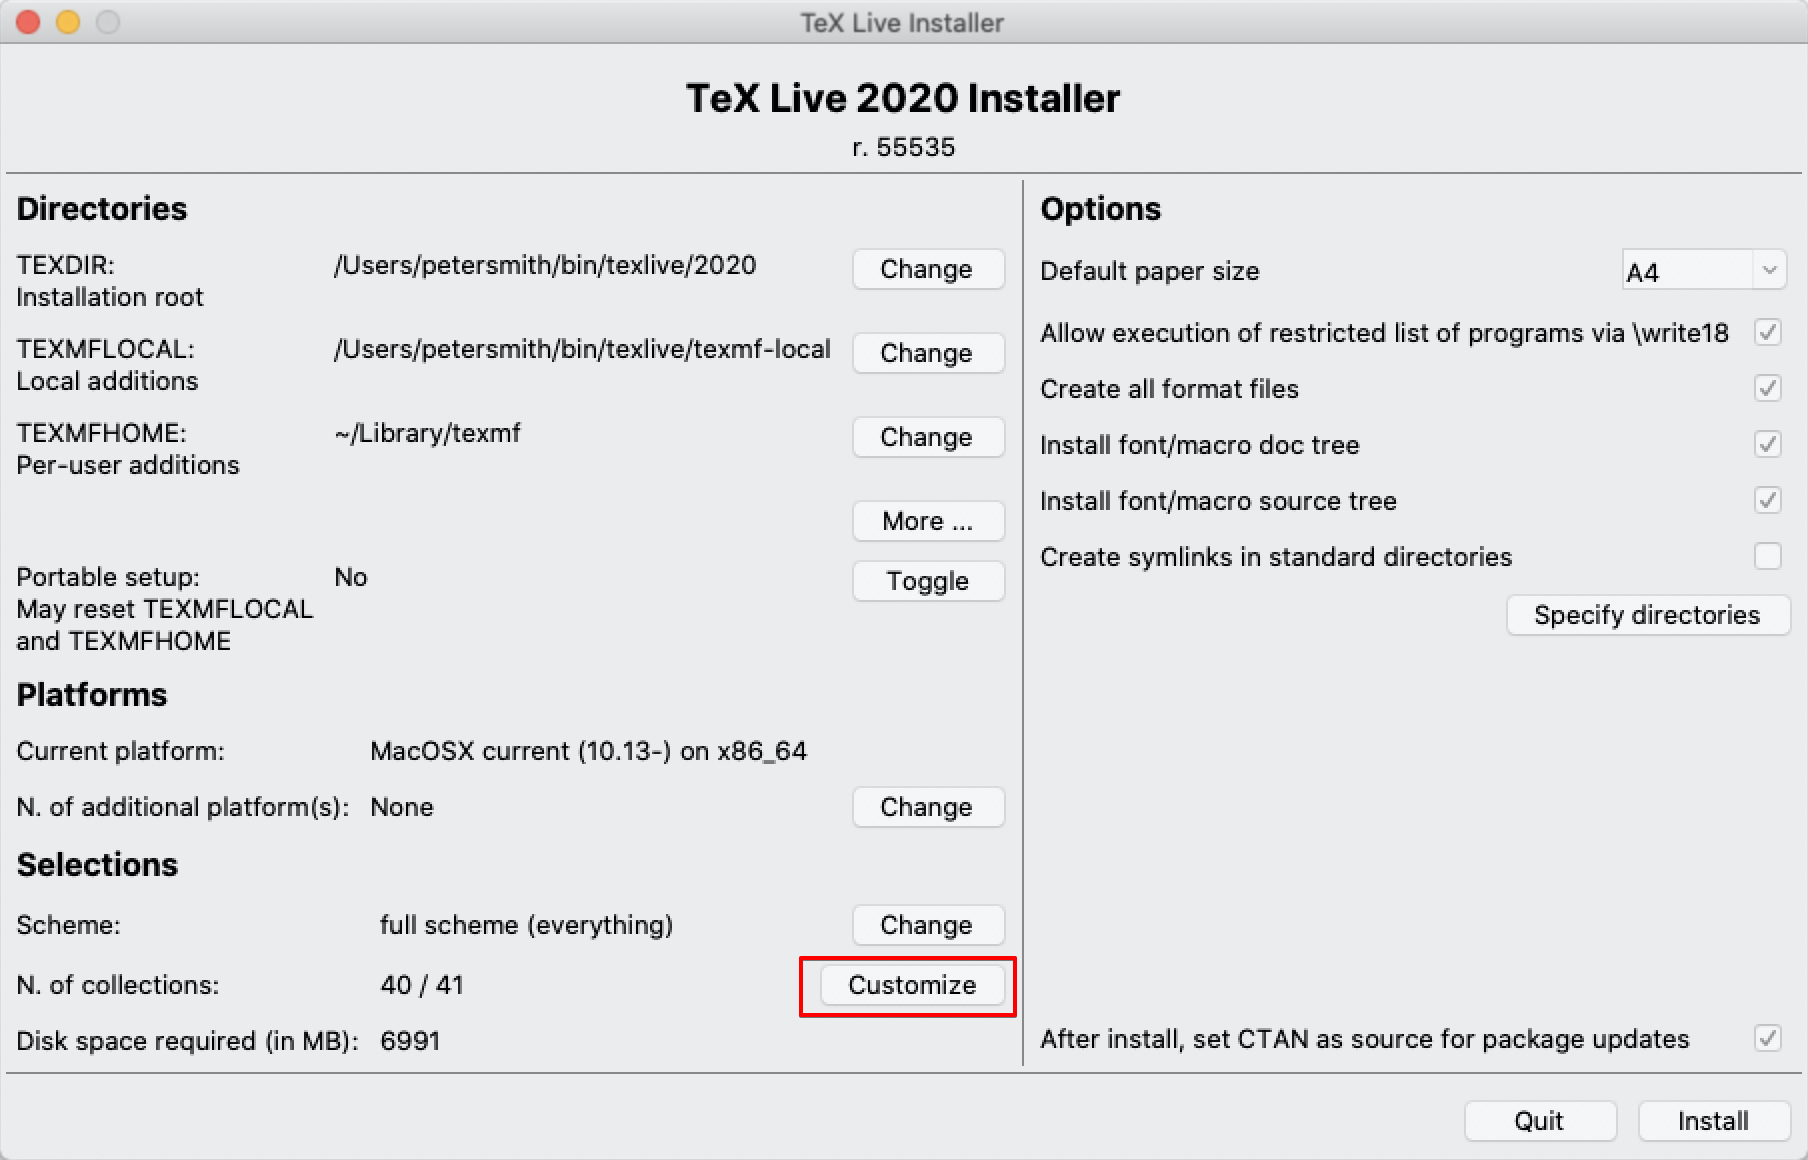 TeX Live Installer
TeX Live 2020 Installer
r. 55535
Directories
TEXDIR: /Users/petersmith/bin/texlive/2020 Change
Installation root
TEXMFLOCAL: /Users/petersmith/bin/texlive/texmf-local Change
Local additions
TEXMFHOME: ~/Library/texmf Change
Per-user additions
More ...
Portable setup: No Toggle
May reset TEXMFLOCAL
and TEXMFHOME
Platforms
Current platform: MacOSX current (10.13-) on x86_64
N. of additional platform(s): None Change
Selections
Scheme: full scheme (everything) Change
N. of collections: 40 / 41 Customize
Disk space required (in MB): 6991
Options
Default paper size A4
Allow execution of restricted list of programs via \write18
Create all format files
Install font/macro doc tree
Install font/macro source tree
Create symlinks in standard directories
Specify directories
After install, set CTAN as source for package updates
Quit Install